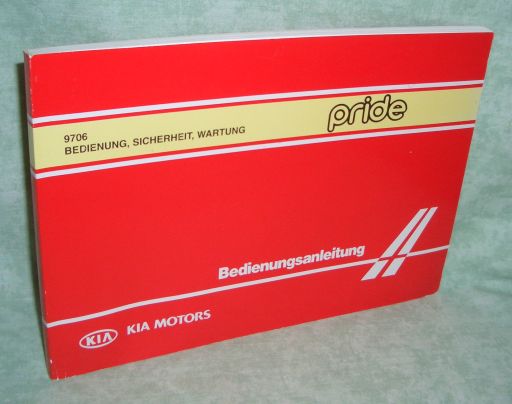 9706
BEDIENUNG, SICHERHEIT, WARTUNG
pride
Bedienungsanleitung
KIA KIA MOTORS